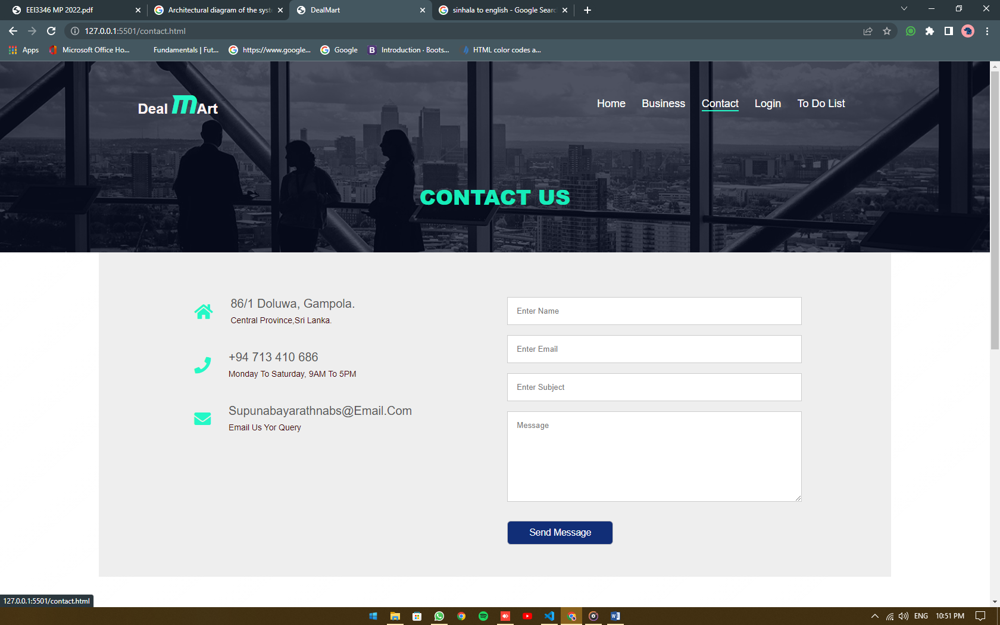 EEI3346 MP 2022.pdf
Architectural diagram of the syst
DealMart
sinhala to english - Google Searc
127.0.0.1:5501/contact.html
Apps
Microsoft Office Ho...
Fundamentals | Fut...
https://www.google...
Google
B
Introduction · Boots...
HTML color codes a...
Deal MArt
Home
Business
Contact
Login
To Do List
CONTACT US
86/1 Doluwa, Gampola.
Central Province,Sri Lanka.
+94 713 410 686
Monday To Saturday, 9AM To 5PM
Supunabayarathnabs@Email.Com
Email Us Yor Query
Enter Name
Enter Email
Enter Subject
Message
Send Message
127.0.0.1:5501/contact.html
ENG
10:51 PM